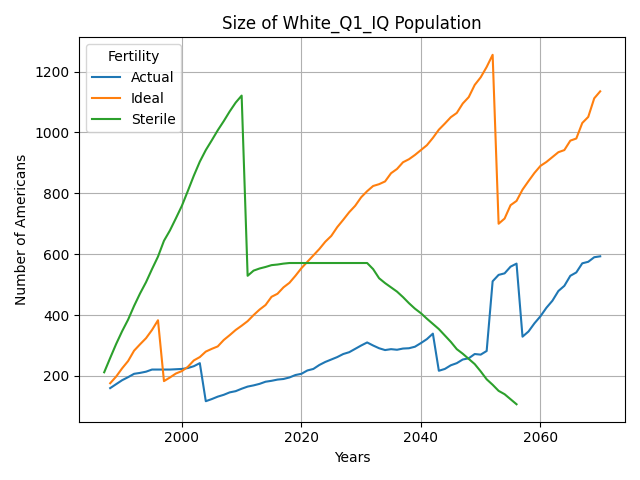 Size of White_Q1_IQ Population
Number of Americans
1200
1000
800
600
400
200
Fertility
Actual
Ideal
Sterile
2000
2020
2040
2060
Years